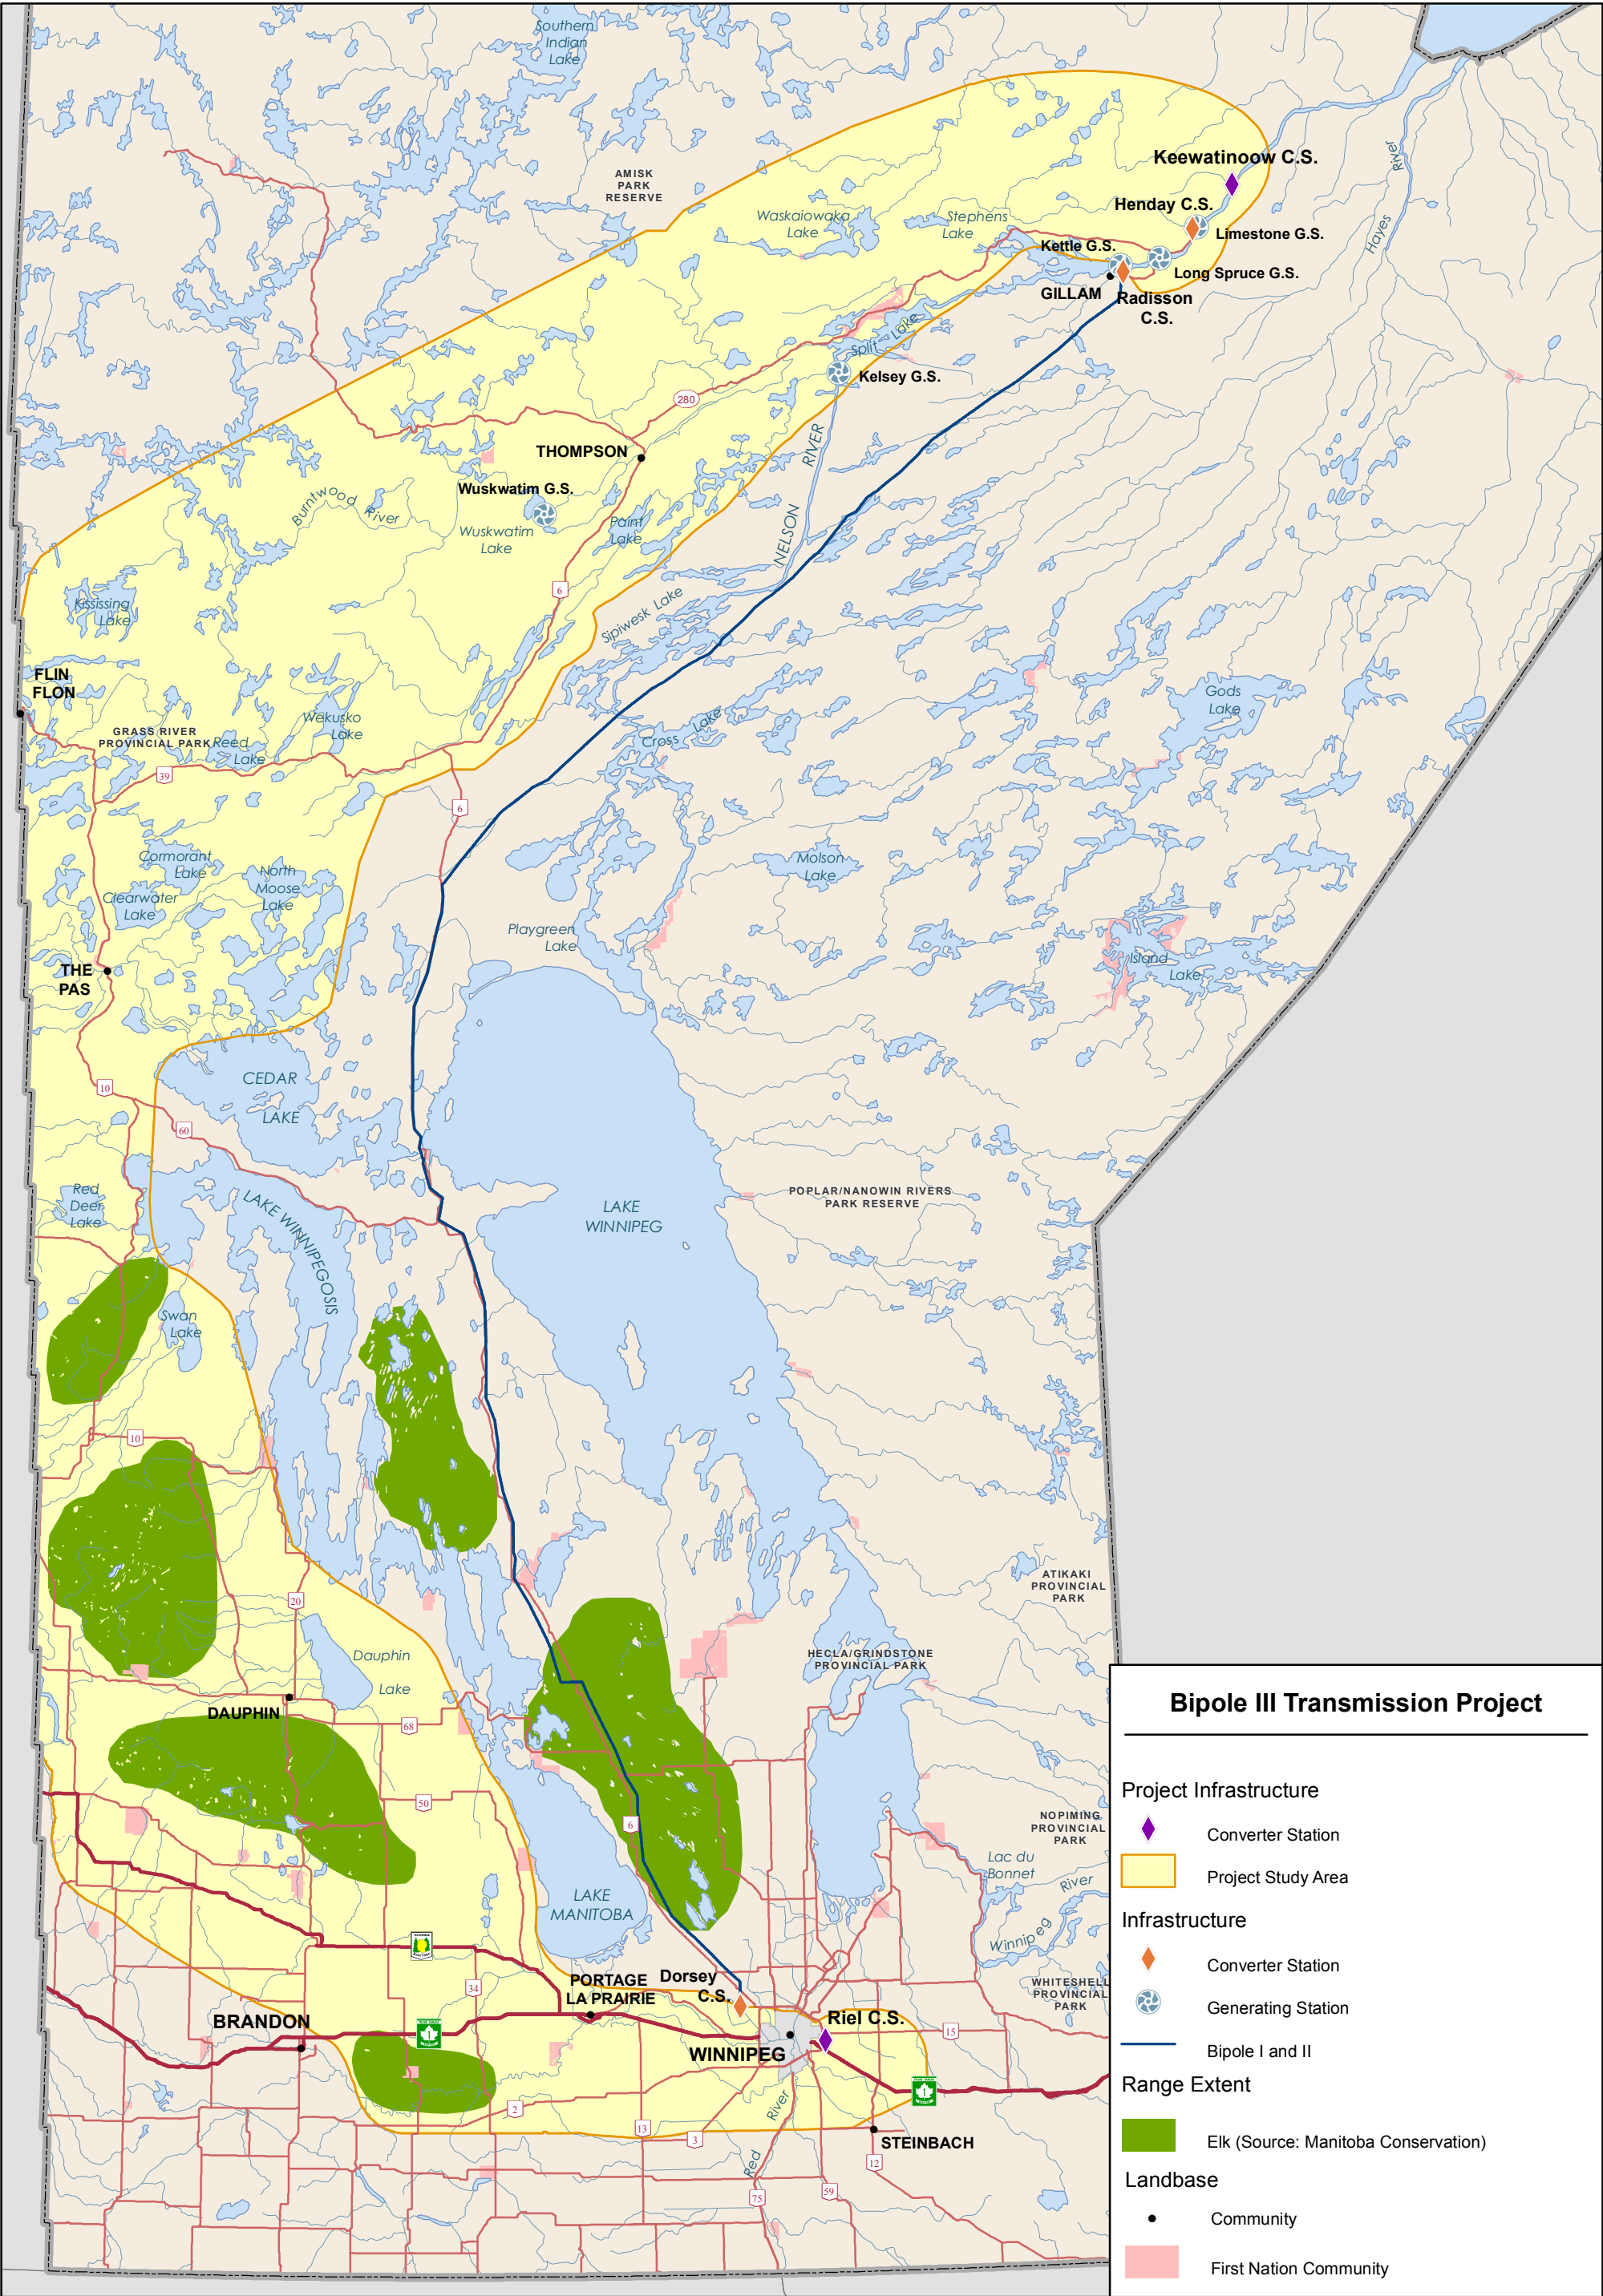 Southern
Indian
Lake
AMISK
PARK
RESERVE
Keewatinoow C.S.
Henday C.S.
Limestone G.S.
Waskaiowaka
Lake
Stephens
Lake
Kettle G.S.
Long Spruce G.S.
GILLAM
Radisson
C.S.
River
Hayes
Split Lake
Kelsey G.S.
280
THOMPSON
Wuskwatim G.S.
Burntwood River
Wuskwatim
Lake
Paint
Lake
NELSON RIVER
6
Sipiwesk Lake
Kississing
Lake
FLIN
FLON
GRASS RIVER
PROVINCIAL PARK
Reed
Lake
Wekusko
Lake
39
Cross Lake
Gods
Lake
6
Cormorant
Lake
Clearwater
Lake
North
Moose
Lake
Molson
Lake
Playgreen
Lake
Island
Lake
THE
PAS
CEDAR
LAKE
10
60
Red
Deer
Lake
LAKE WINNIPEGOSIS
LAKE
WINNIPEG
POPLAR/NANOWIN RIVERS
PARK RESERVE
Swan
Lake
10
20
ATIKAKI
PROVINCIAL
PARK
Dauphin
Lake
HECLA/GRINDSTONE
PROVINCIAL PARK
DAUPHIN
68
50
6
NOPIMING
PROVINCIAL
PARK
Lac du
Bonnet
LAKE
MANITOBA
Winnipeg River
WHITESHELL
PROVINCIAL
PARK
34
PORTAGE
LA PRAIRIE
Dorsey
C.S.
BRANDON
1
Riel C.S.
15
WINNIPEG
1
2
13
3
Red River
STEINBACH
12
75
59
Bipole III Transmission Project
Project Infrastructure
Converter Station
Project Study Area
Infrastructure
Converter Station
Generating Station
Bipole I and II
Range Extent
Elk (Source: Manitoba Conservation)
Landbase
Community
First Nation Community